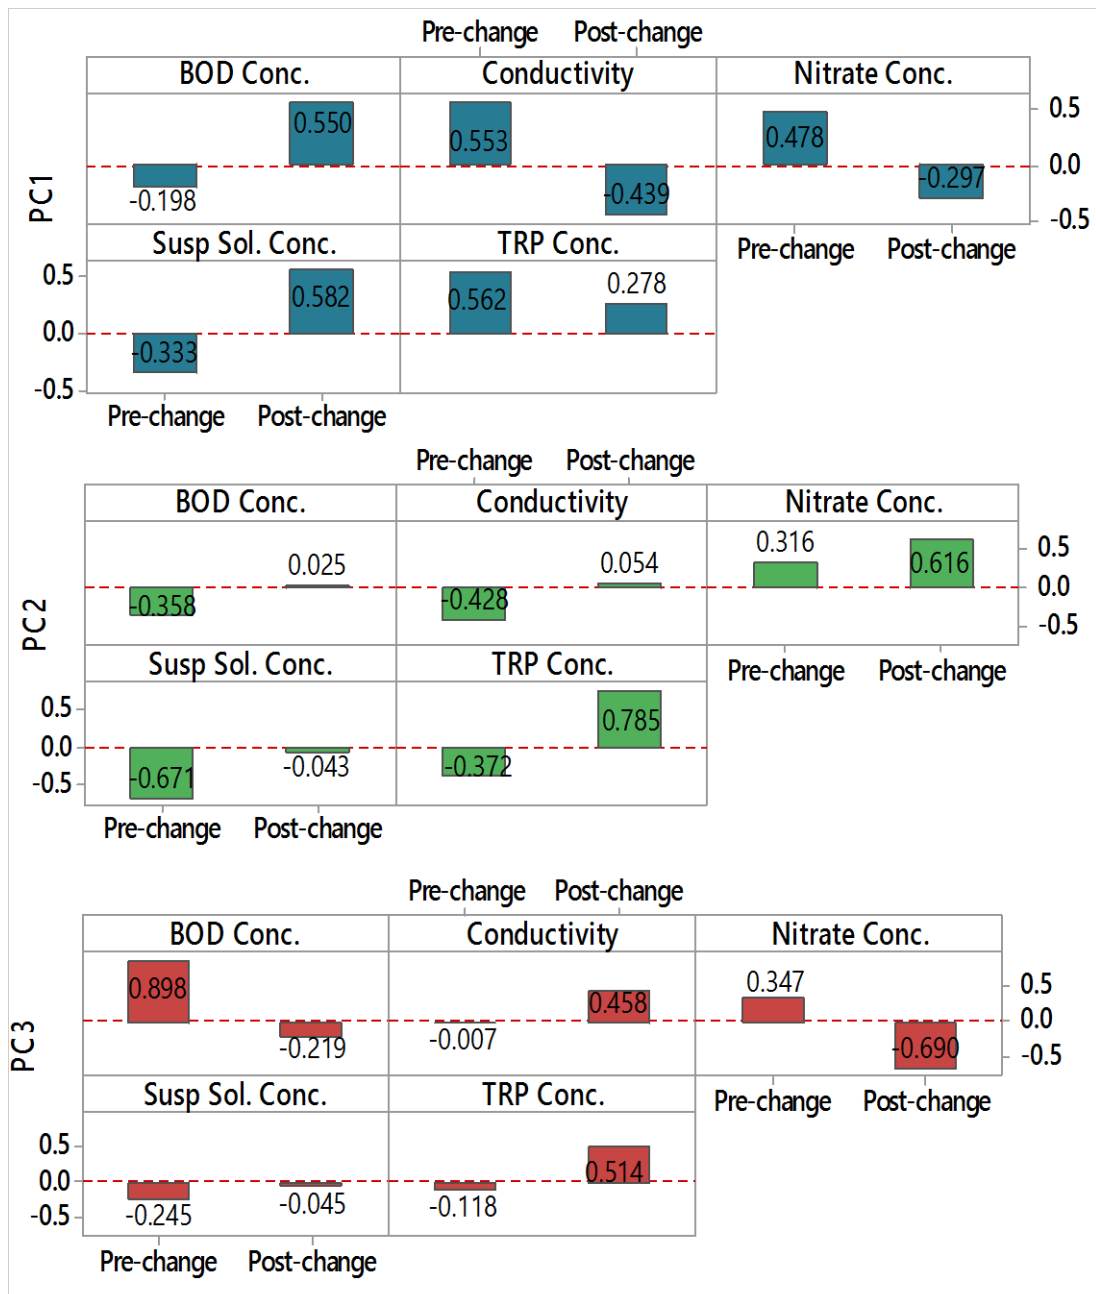 Pre-change Post-change
BOD Conc. Conductivity Nitrate Conc.
0.550 0.553 0.478 0.5
0.0
-0.198 -0.439 -0.297 -0.5
PC1
Susp Sol. Conc. TRP Conc. Pre-change Post-change
0.5 0.582 0.562 0.278
0.0
-0.333
-0.5
Pre-change Post-change
Pre-change Post-change
BOD Conc. Conductivity Nitrate Conc.
0.025 0.054 0.316 0.616 0.5
0.0
-0.358 -0.428 -0.5
PC2
Susp Sol. Conc. TRP Conc. Pre-change Post-change
0.5 0.785
0.0
-0.671 -0.043 -0.372
-0.5
Pre-change Post-change
Pre-change Post-change
BOD Conc. Conductivity Nitrate Conc.
0.898 0.458 0.347 0.5
0.0
-0.219 -0.007 -0.690 -0.5
PC3
Susp Sol. Conc. TRP Conc. Pre-change Post-change
0.5 0.514
0.0
-0.245 -0.045 -0.118
-0.5
Pre-change Post-change